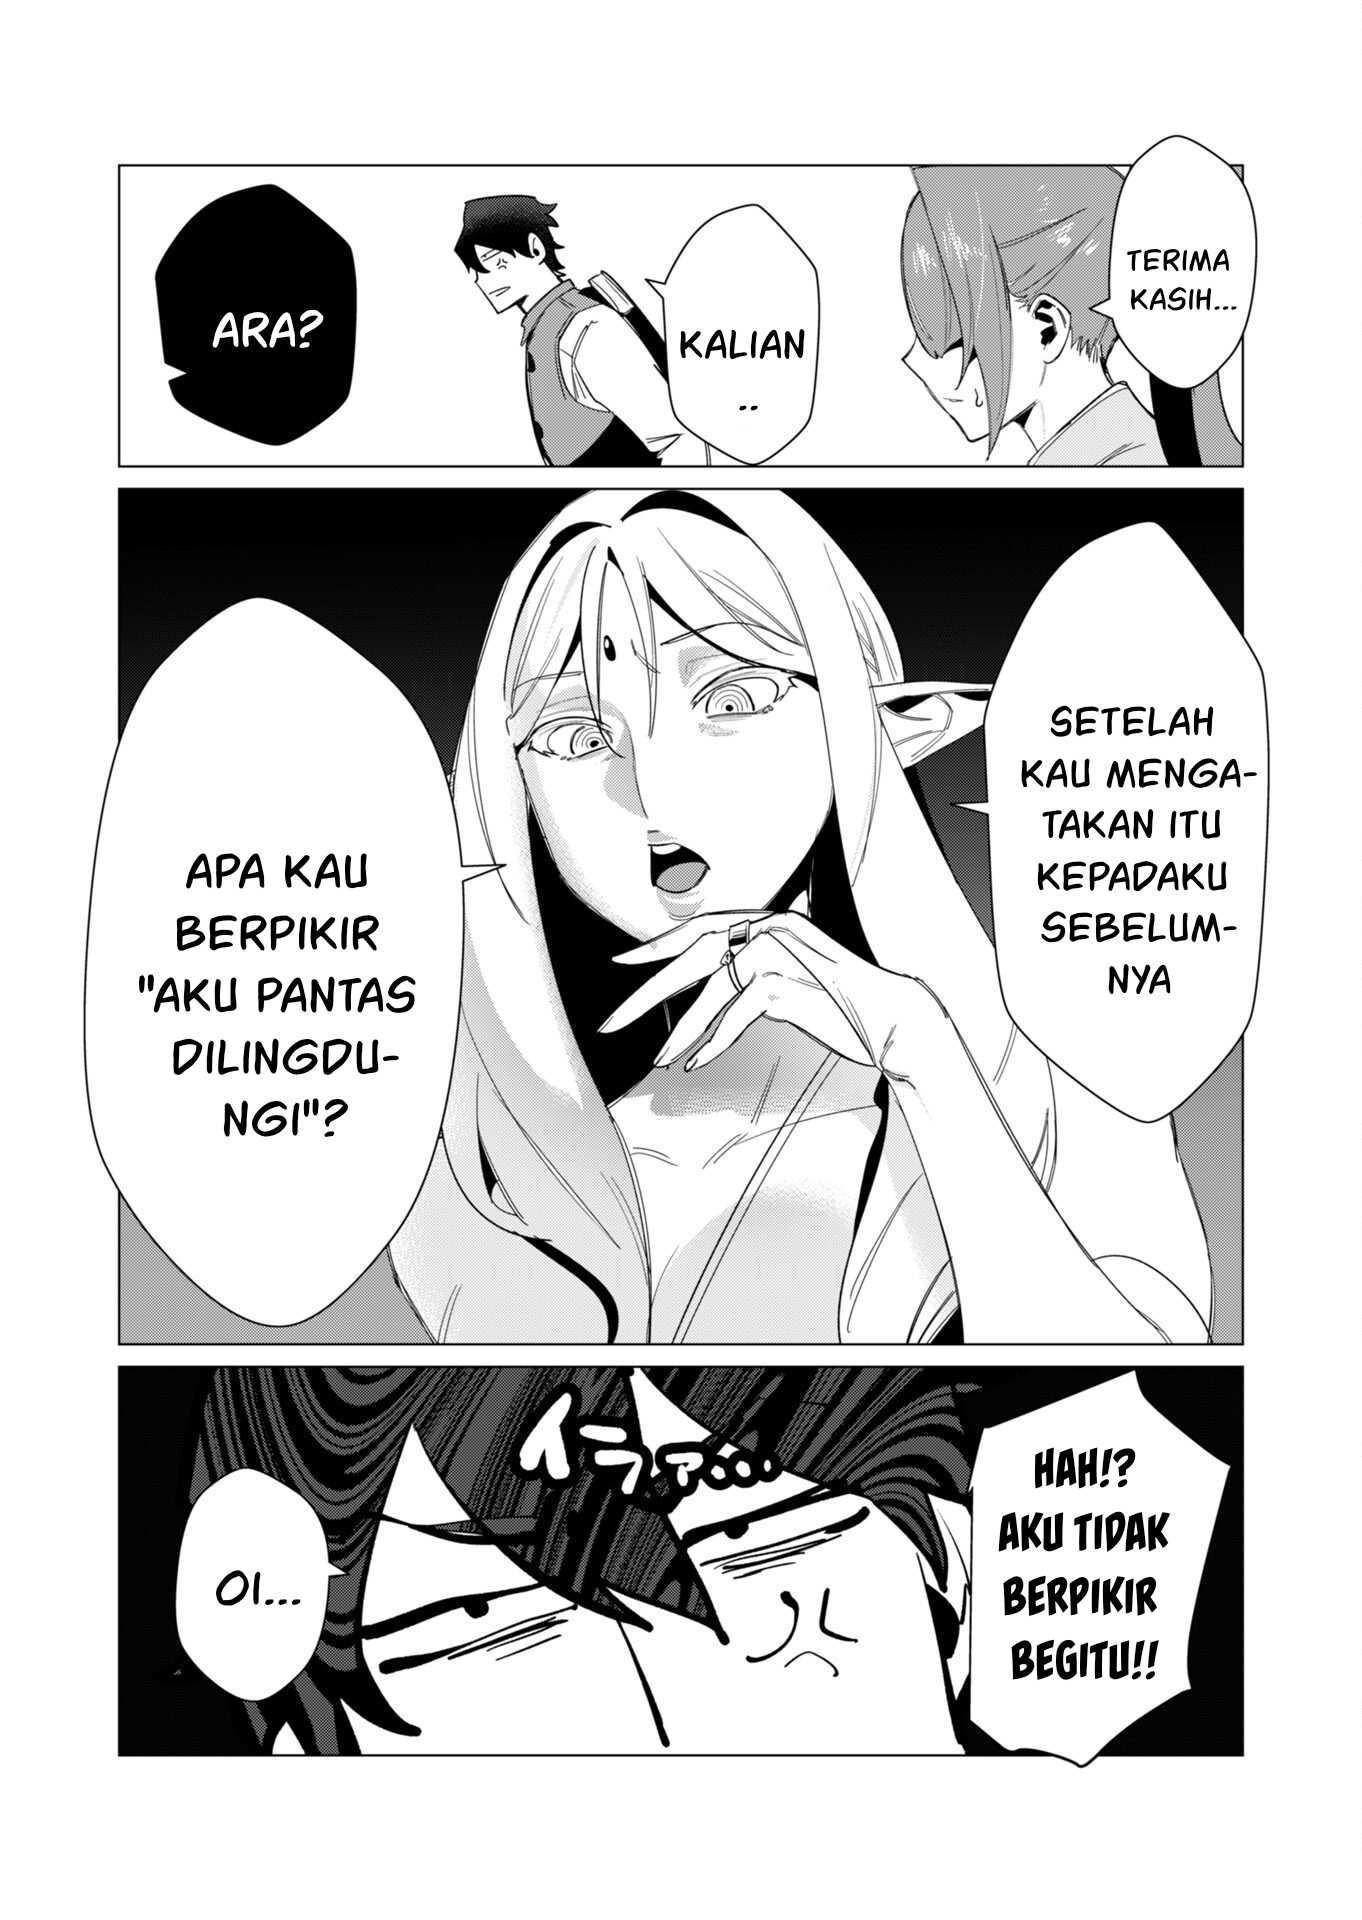 TERIMA
KASIH...
KALIAN
..
ARA?
SETELAH
KAU MENGA-
TAKAN ITU
KEPADAKU
SEBELUM-
NYA
APA KAU
BERPIKIR
"AKU PANTAS
DILINGDU-
NGI"?
HAH!?
AKU TIDAK
BERPIKIR
BEGITU!!
イラァ...
OI...